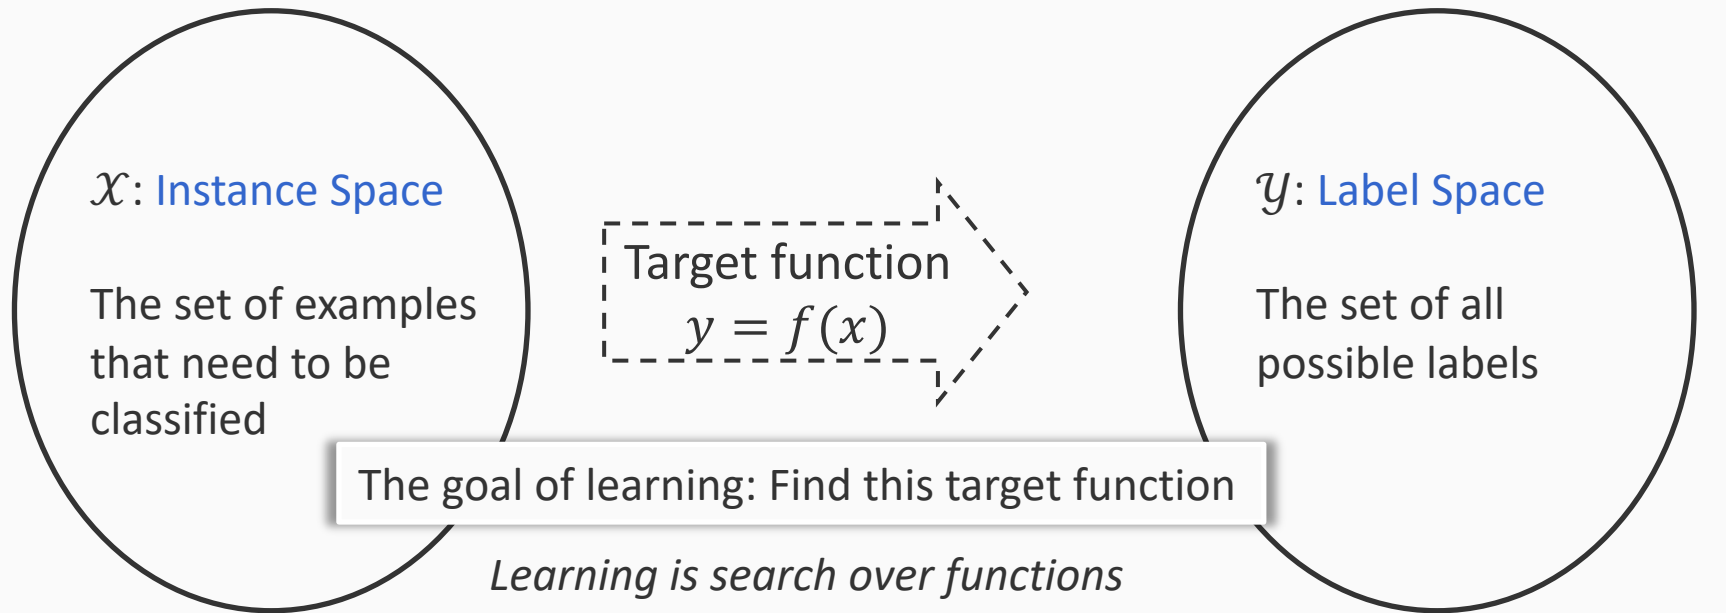 𝒳: Instance Space
The set of examples
that need to be
classified
Target function
y = f(x)
𝒴: Label Space
The set of all
possible labels
The goal of learning: Find this target function
Learning is search over functions